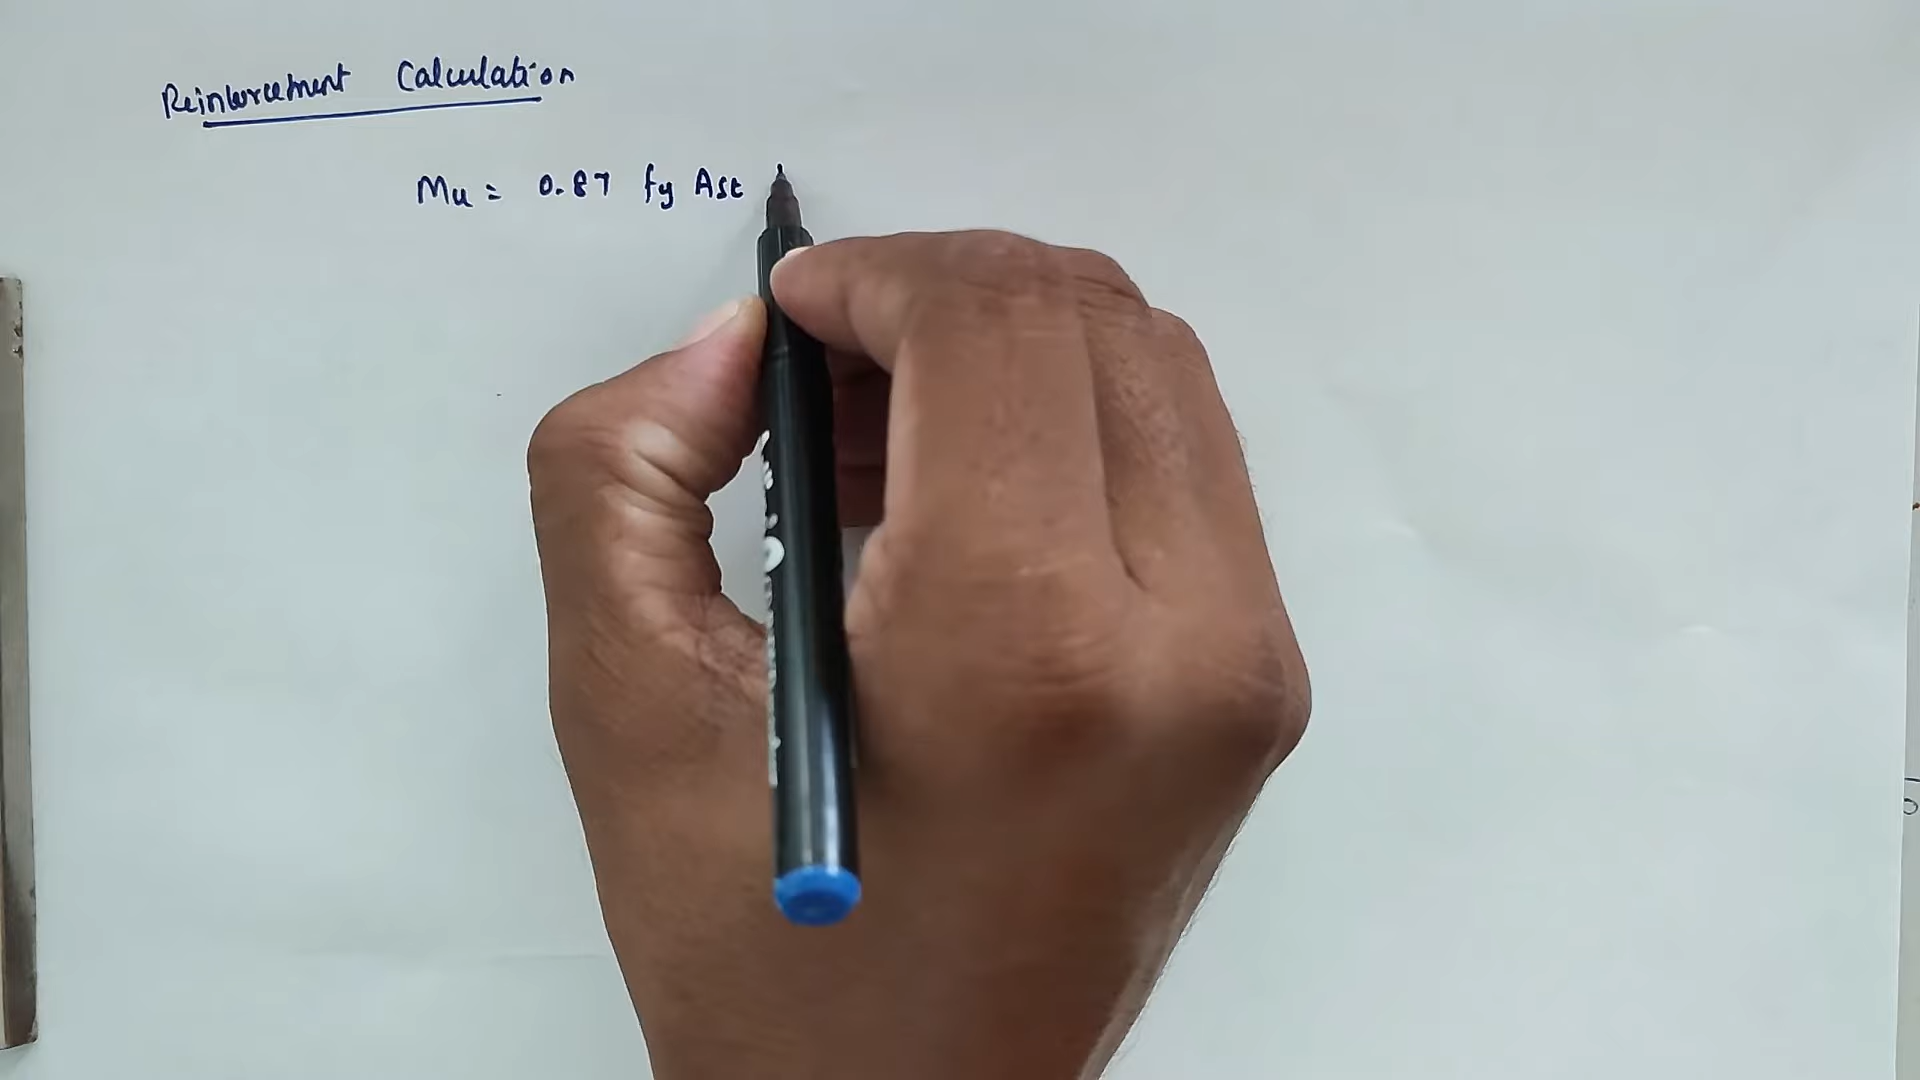 Reinforcement Calculation
Mu = 0.87 fy Ast